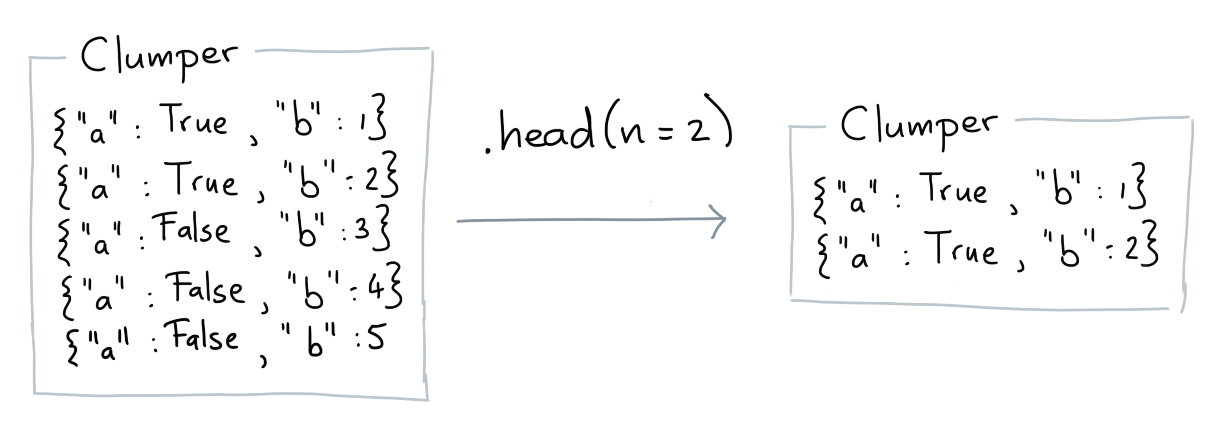 Clumper
{"a" : True , "b" : 1}
{"a" : True , "b" : 2}
{"a" : False , "b" : 3}
{"a" : False , "b" : 4}
{"a" : False , "b" : 5
.head(n = 2)
Clumper
{"a" : True , "b" : 1}
{"a" : True , "b" : 2}